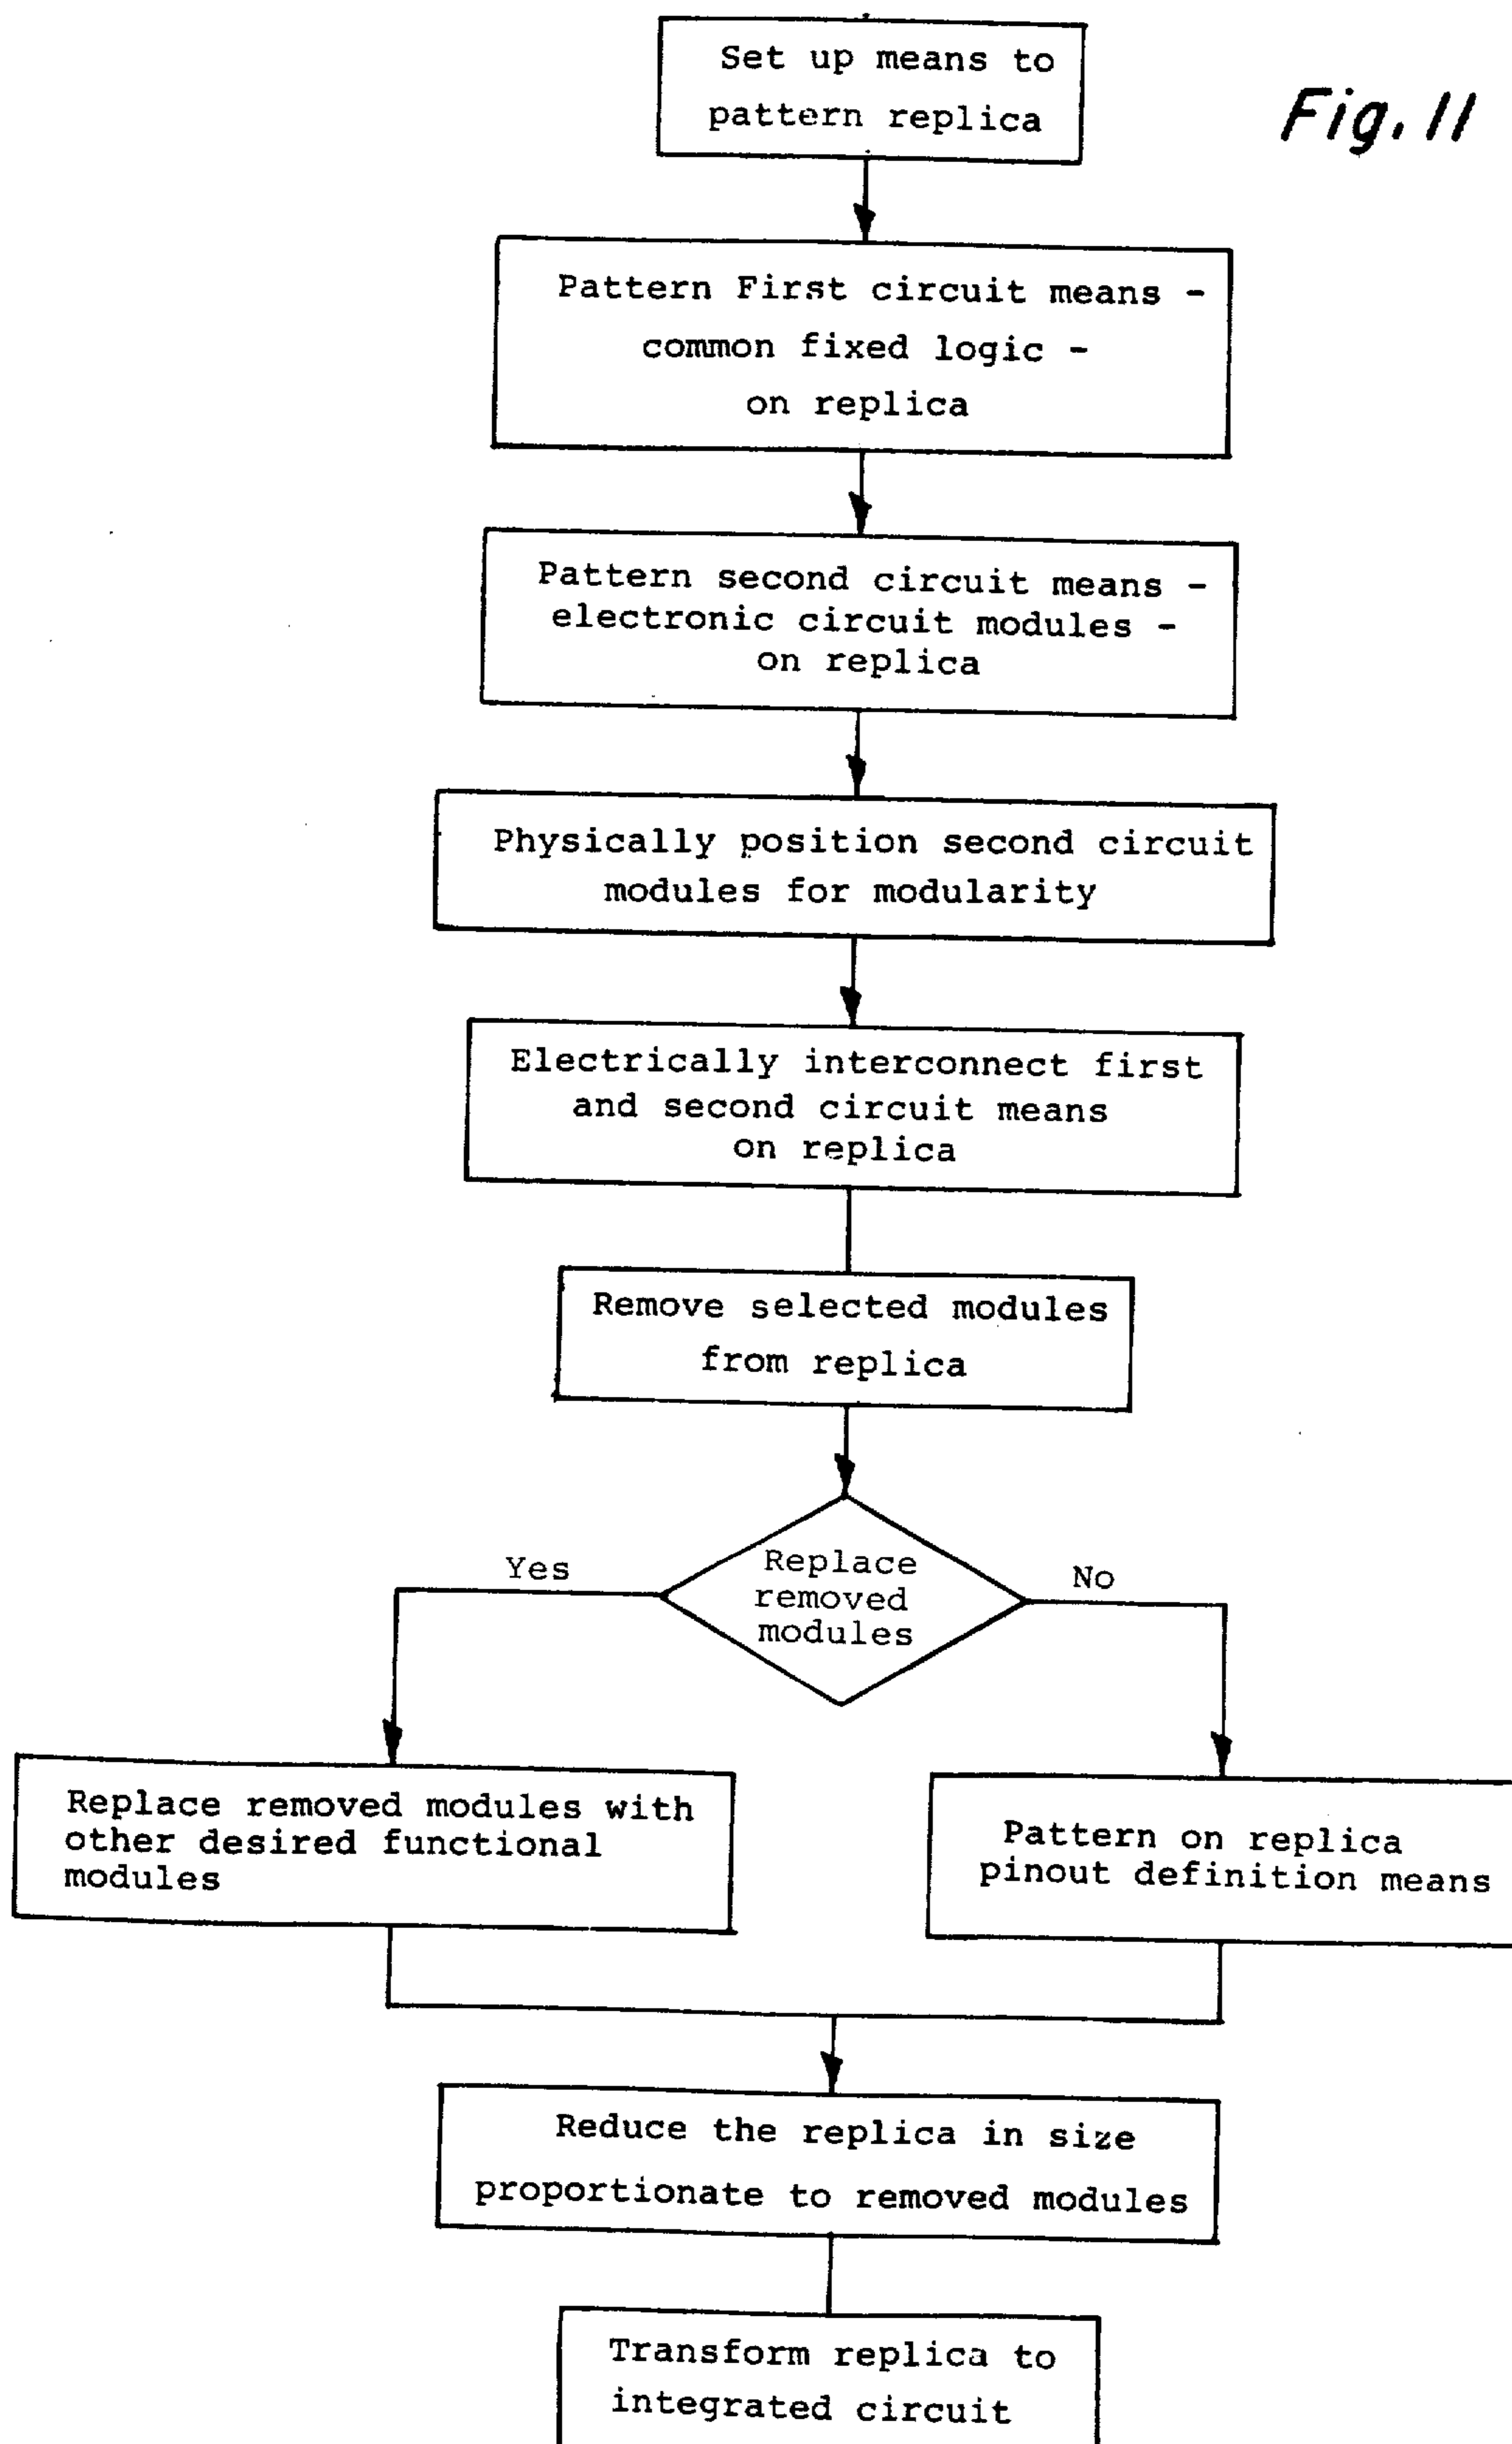 Set up means to
pattern replica
Fig. 11
Pattern First circuit means -
common fixed logic -
on replica
Pattern second circuit means -
electronic circuit modules -
on replica
Physically position second circuit
modules for modularity
Electrically interconnect first
and second circuit means
on replica
Remove selected modules
from replica
Replace
removed
modules
Yes
No
Replace removed modules with
other desired functional
modules
Pattern on replica
pinout definition means
Reduce the replica in size
proportionate to removed modules
Transform replica to
integrated circuit